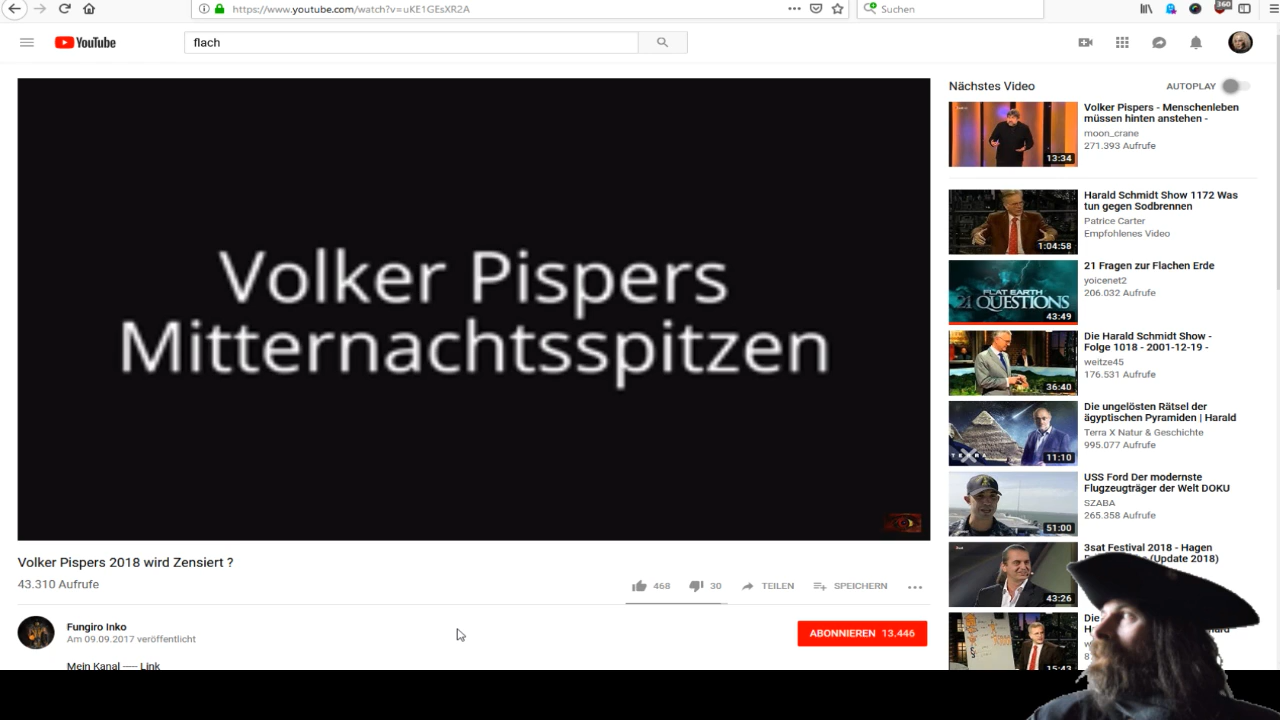 https://www.youtube.com/watch?v=uKE1GEsXR2A
Suchen
360
YouTube
flach
Volker Pispers
Mitternachtsspitzen
Volker Pispers 2018 wird Zensiert ?
43.310 Aufrufe
468
30
TEILEN
SPEICHERN
Fungiro Inko
Am 09.09.2017 veröffentlicht
ABONNIEREN 13.446
Mein Kanal ---- Link
Nächstes Video
AUTOPLAY
13:34
Volker Pispers - Menschenleben
müssen hinten anstehen -
moon_crane
271.393 Aufrufe
1:04:58
Harald Schmidt Show 1172 Was
tun gegen Sodbrennen
Patrice Carter
Empfohlenes Video
FLAT EARTH
21 QUESTIONS
43:49
21 Fragen zur Flachen Erde
yoicenet2
206.032 Aufrufe
36:40
Die Harald Schmidt Show -
Folge 1018 - 2001-12-19 -
weitze45
176.531 Aufrufe
11:10
Die ungelösten Rätsel der
ägyptischen Pyramiden | Harald
Terra X Natur & Geschichte
995.077 Aufrufe
51:00
USS Ford Der modernste
Flugzeugträger der Welt DOKU
SZABA
265.358 Aufrufe
43:26
3sat Festival 2018 - Hagen
(Update 2018)
15:43
Die